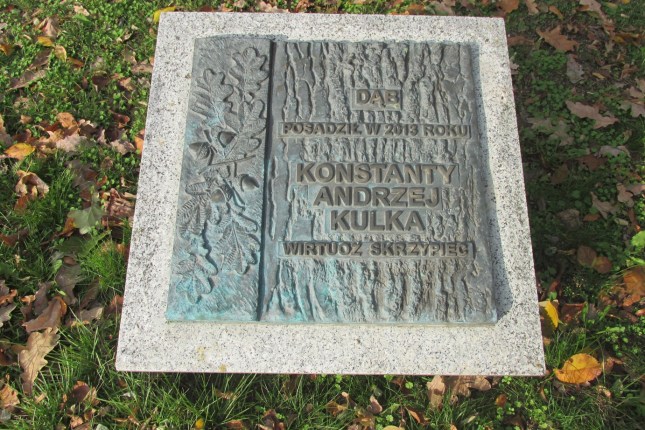 DĄB
POSADZIŁ W 2013 ROKU
KONSTANTY
ANDRZEJ
KULKA
WIRTUOZ SKRZYPIEC